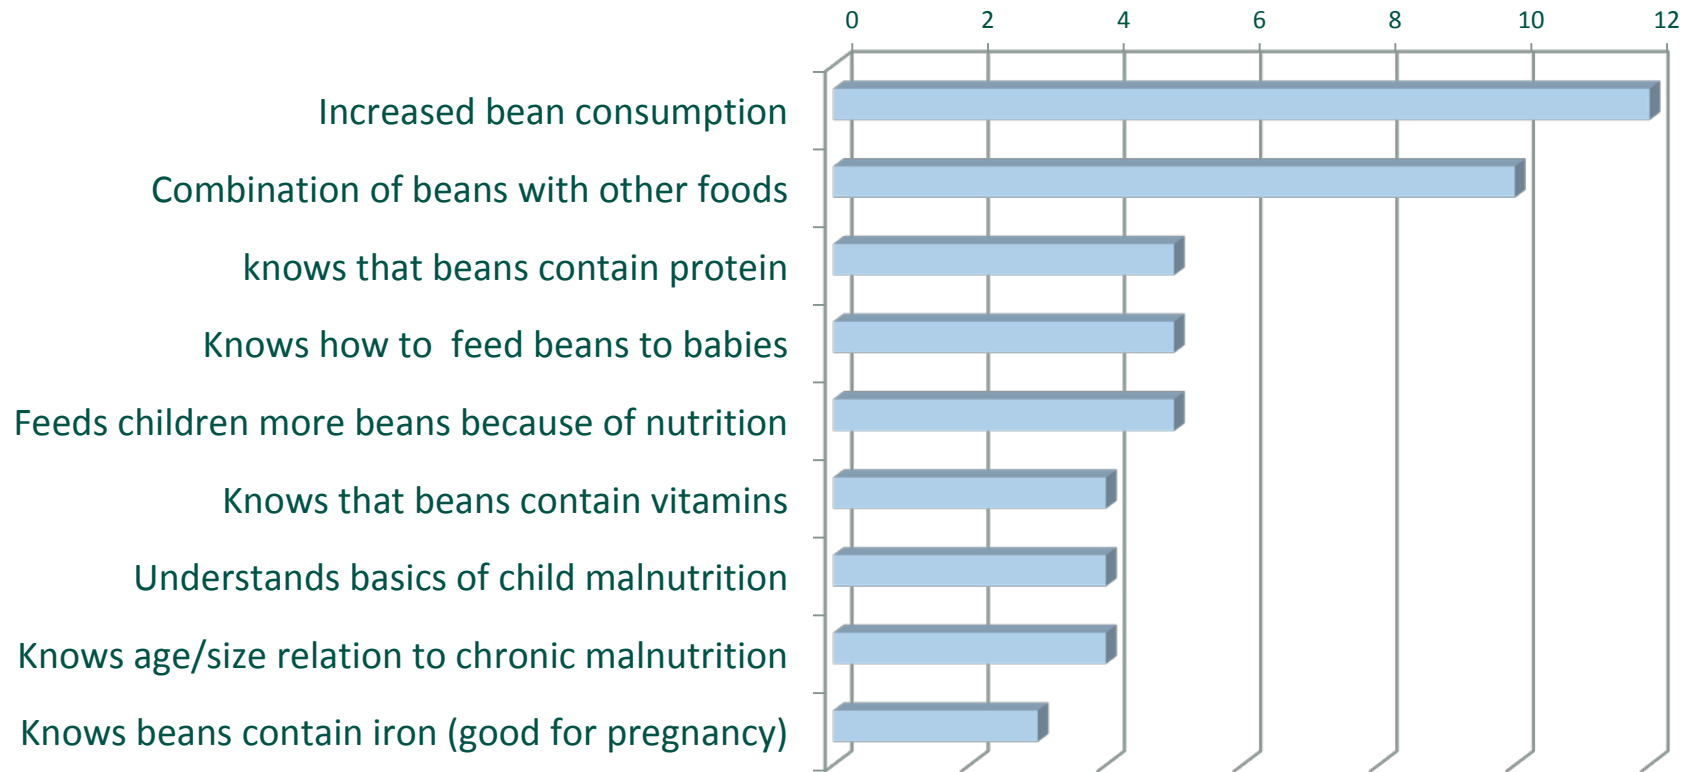 0 2 4 6 8 10 12
Increased bean consumption
Combination of beans with other foods
knows that beans contain protein
Knows how to  feed beans to babies
Feeds children more beans because of nutrition
Knows that beans contain vitamins
Understands basics of child malnutrition
Knows age/size relation to chronic malnutrition
Knows beans contain iron (good for pregnancy)